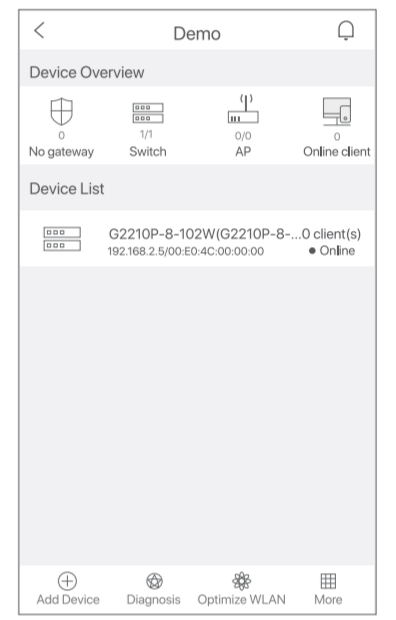 Demo
Device Overview
0 1/1 0/0 0
No gateway Switch AP Online client
Device List
G2210P-8-102W(G2210P-8-...0 client(s)
192.168.2.5/00:E0:4C:00:00:00 Online
Add Device Diagnosis Optimize WLAN More